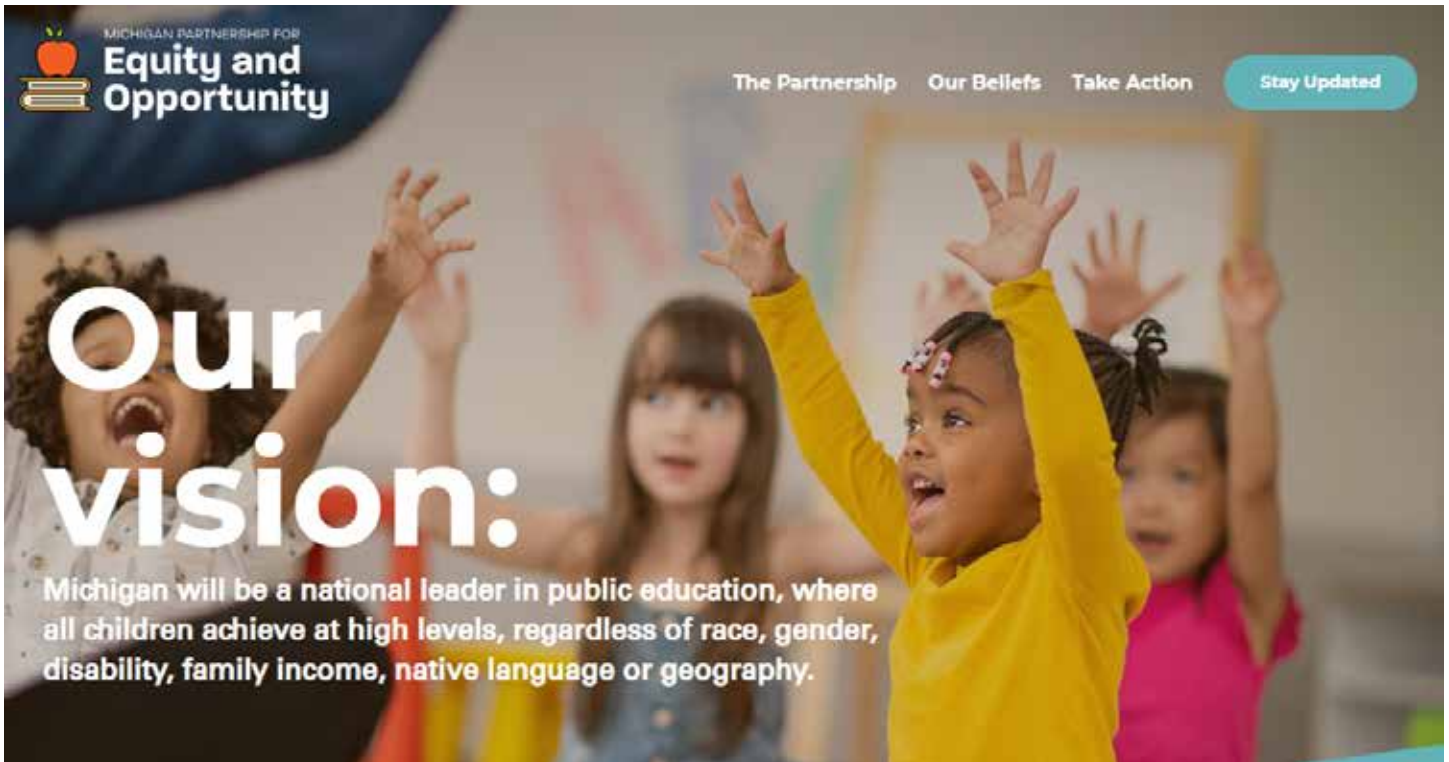 MICHIGAN PARTNERSHIP FOR
Equity and
Opportunity
The Partnership Our Beliefs Take Action Stay Updated
Our
vision:
Michigan will be a national leader in public education, where
all children achieve at high levels, regardless of race, gender,
disability, family income, native language or geography.